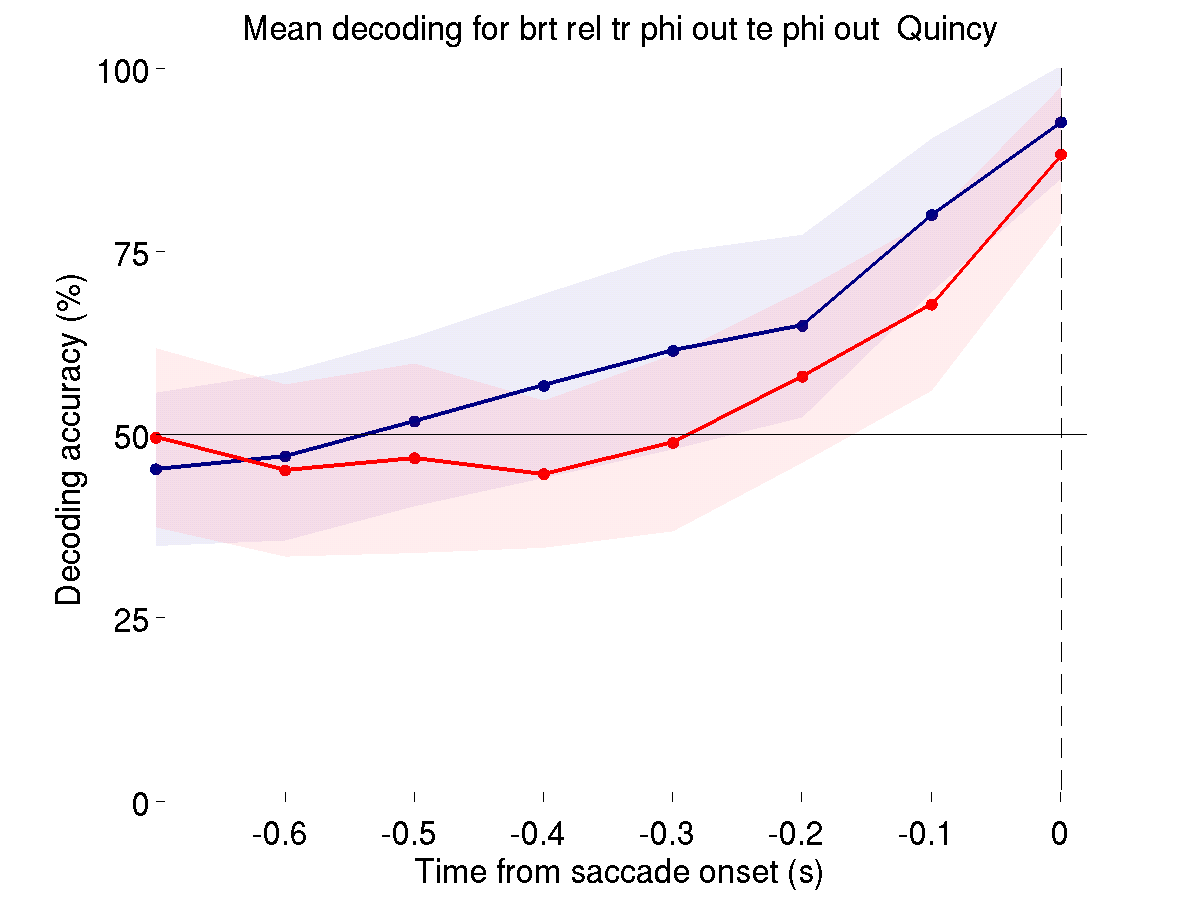 Mean decoding for brt rel tr phi out te phi out  Quincy
100
75
50
25
0
Decoding accuracy (%)
-0.6 -0.5 -0.4 -0.3 -0.2 -0.1 0
Time from saccade onset (s)